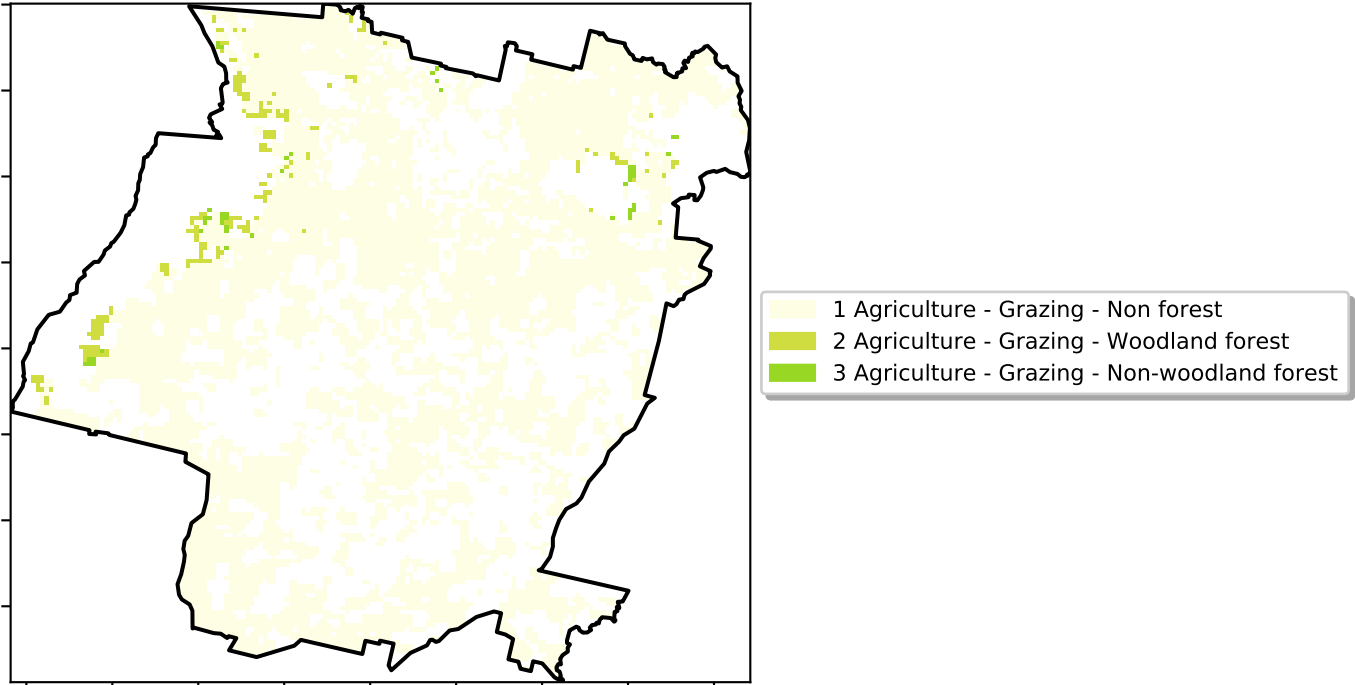 1 Agriculture - Grazing - Non forest
2 Agriculture - Grazing - Woodland forest
3 Agriculture - Grazing - Non-woodland forest